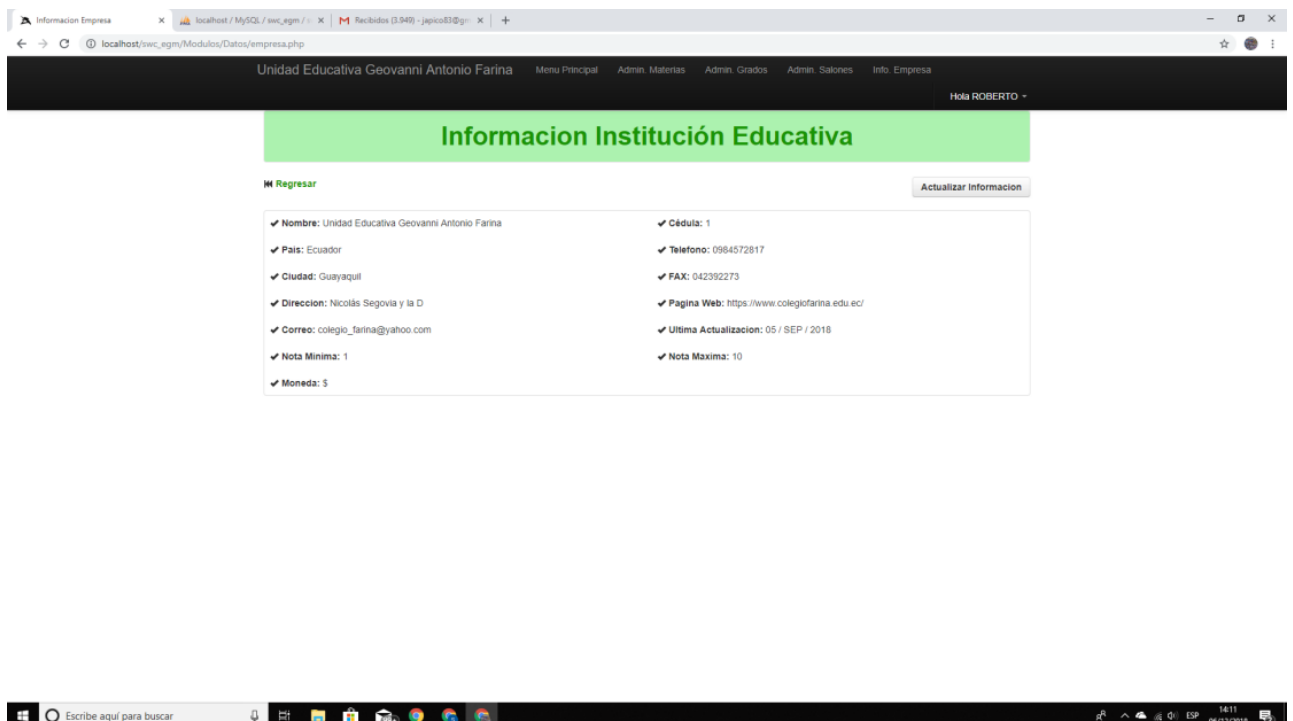 Informacion Empresa
localhost / MySQL / swc_egm /
Recibidos (3.949) - japico83@gm
localhost/swc_egm/Modulos/Datos/empresa.php
Unidad Educativa Geovanni Antonio Farina Menu Principal Admin. Materias Admin. Grados Admin. Salones Info. Empresa
Hola ROBERTO
Informacion Institución Educativa
Regresar
Actualizar Informacion
Nombre: Unidad Educativa Geovanni Antonio Farina Cédula: 1
Pais: Ecuador Telefono: 0984572817
Ciudad: Guayaquil FAX: 042392273
Direccion: Nicolás Segovia y la D Pagina Web: https://www.colegiofarina.edu.ec/
Correo: colegio_farina@yahoo.com Ultima Actualizacion: 05 / SEP / 2018
Nota Minima: 1 Nota Maxima: 10
Moneda: $
Escribe aquí para buscar
ESP
14:11